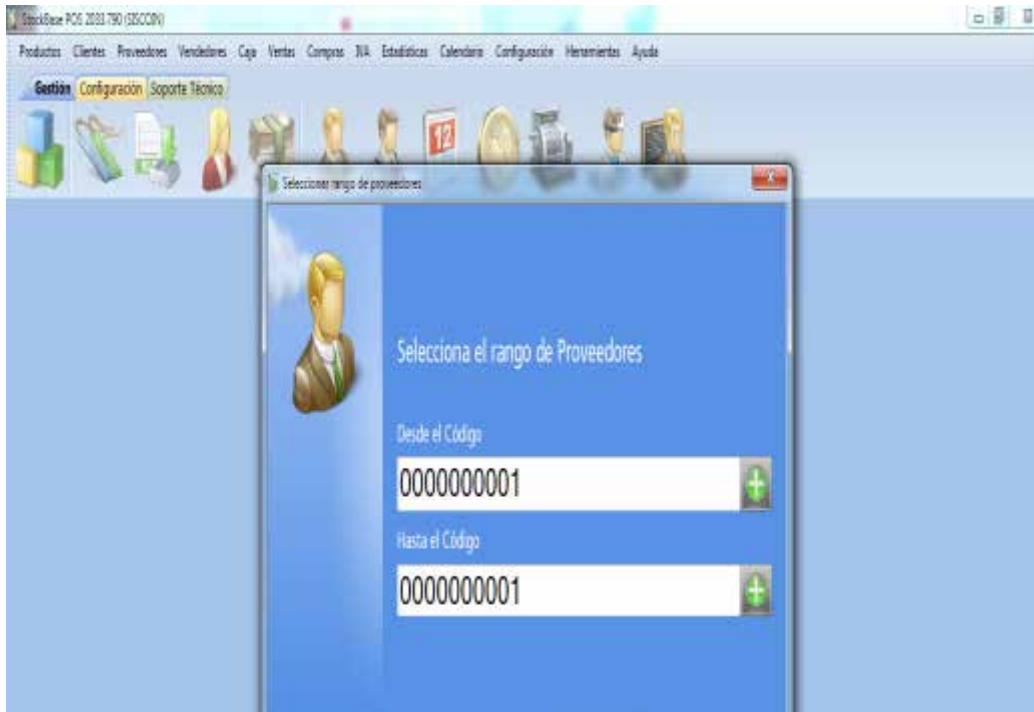 StockBase POS 2033.790 (SISCOIN)
Productos Clientes Proveedores Vendedores Caja Ventas Compras IVA Estadísticas Calendario Configuración Herramientas Ayuda
Gestión Configuración Soporte Técnico
12
Seleccionar rango de proveedores
Selecciona el rango de Proveedores
Desde el Código
0000000001
Hasta el Código
0000000001